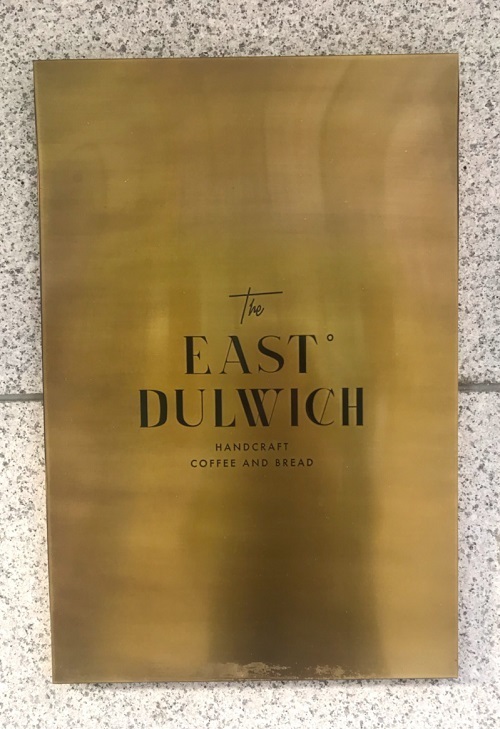 The
EAST°
DULWICH
HANDCRAFT
COFFEE AND BREAD